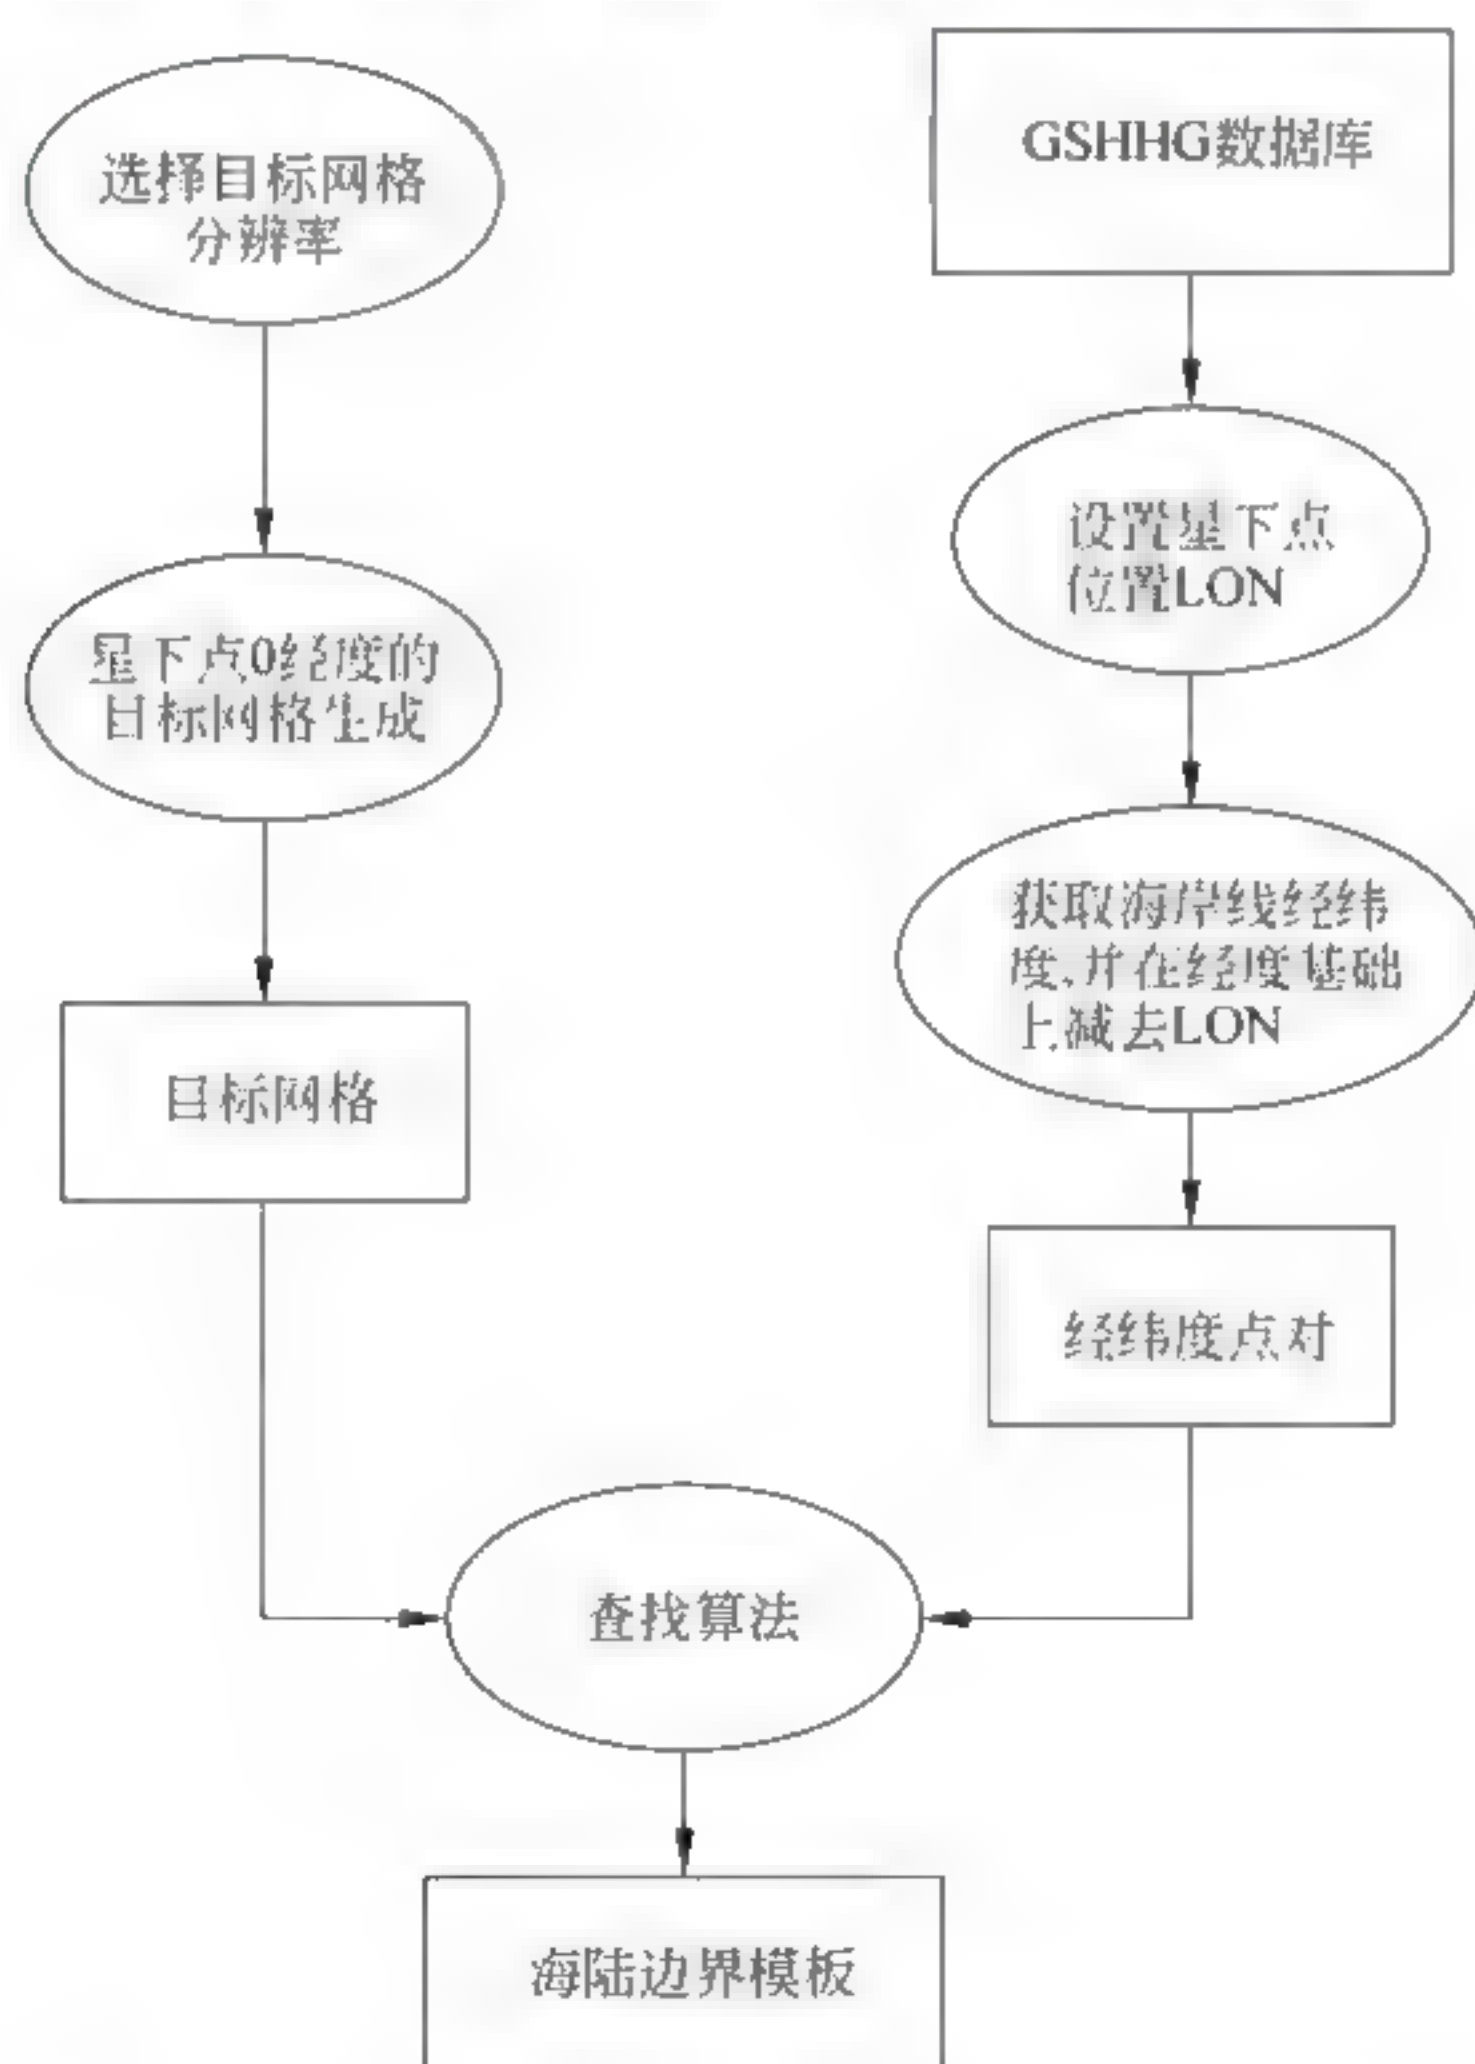 选择目标网格
分辨率
星下点0经度的
目标网格生成
目标网格
GSHHG数据库
设置星下点
位置LON
获取海岸线经纬
度,并在经度基础
上减去LON
经纬度点对
查找算法
海陆边界模板